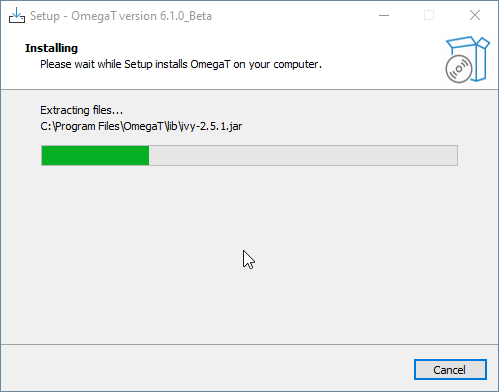 Setup - OmegaT version 6.1.0_Beta
Installing
Please wait while Setup installs OmegaT on your computer.
Extracting files...
C:\Program Files\OmegaT\lib\ivy-2.5.1.jar
Cancel